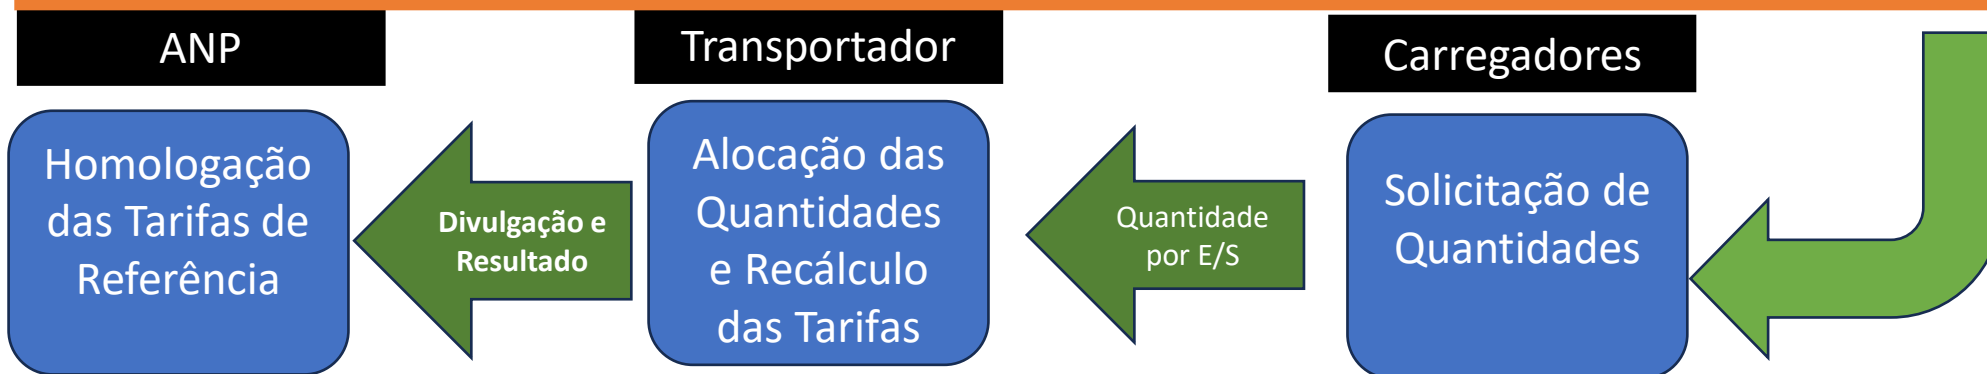 ANP
Transportador
Carregadores
Homologação
das Tarifas de
Referência
Divulgação e
Resultado
Alocação das
Quantidades
e Recálculo
das Tarifas
Quantidade
por E/S
Solicitação de
Quantidades